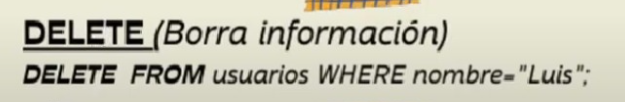 DELETE (Borra información)
DELETE FROM usuarios WHERE nombre="Luis";